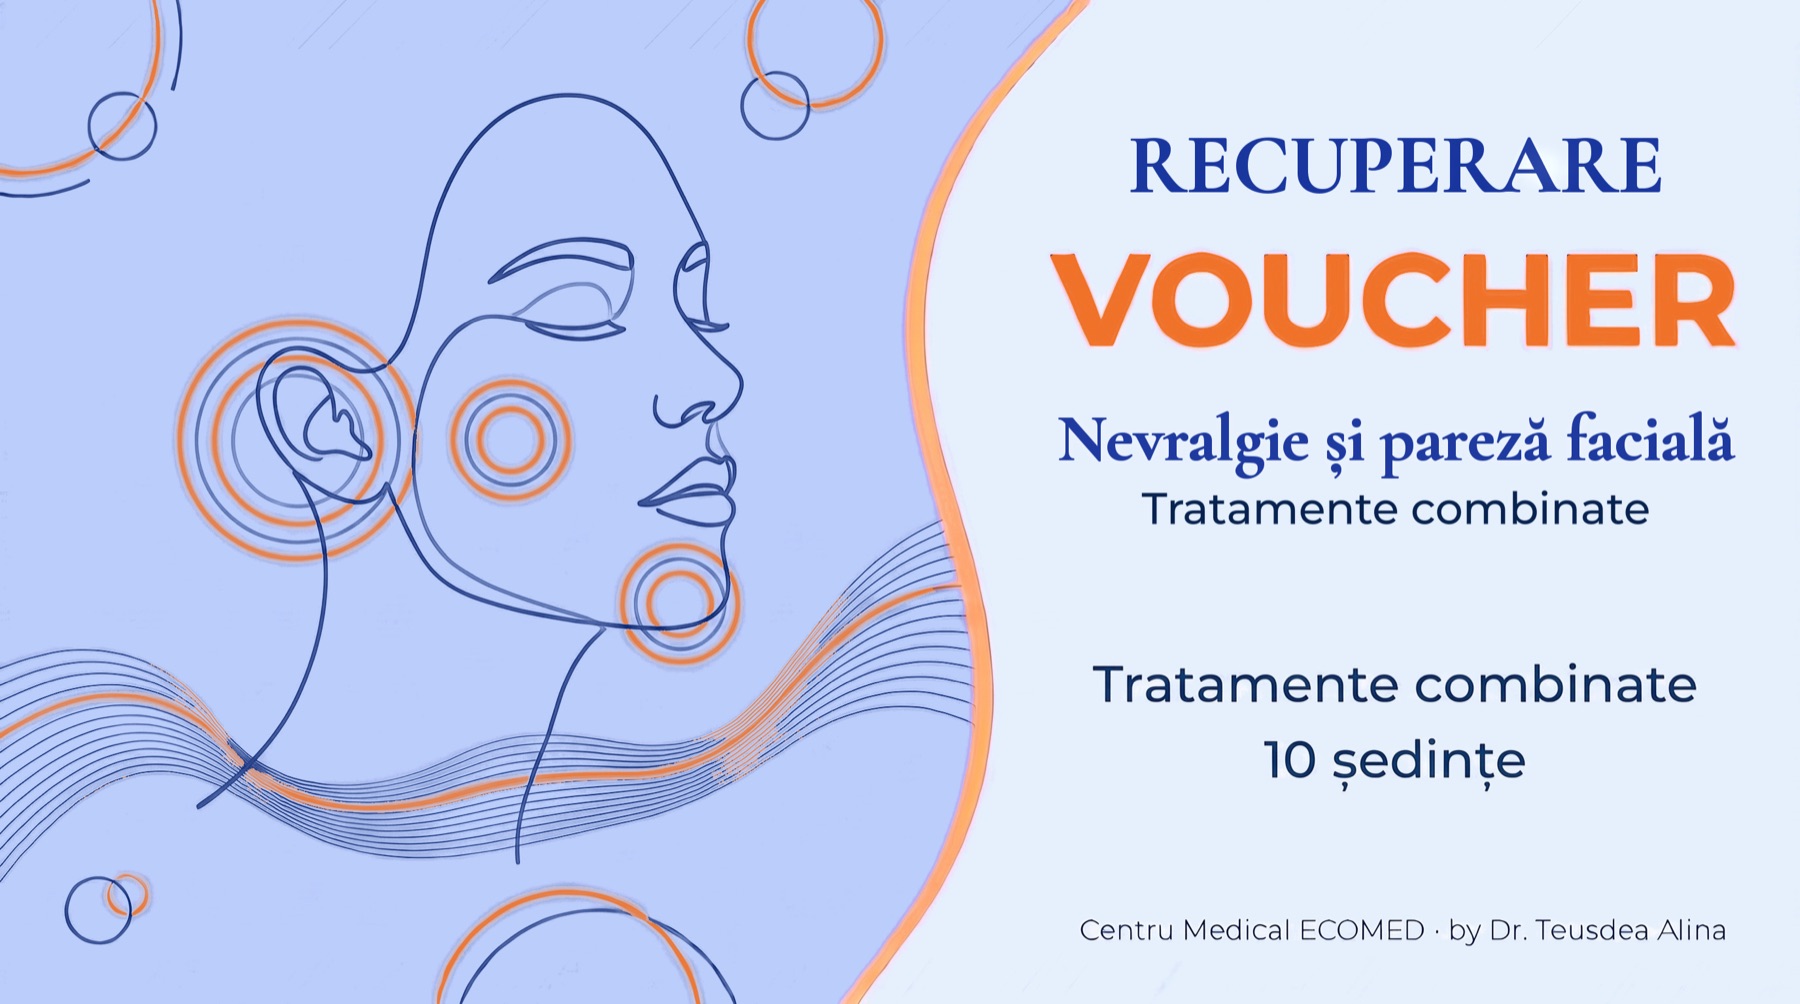 RECUPERARE
VOUCHER
Nevralgie și pareză facială
Tratamente combinate
Tratamente combinate
10 ședințe
Centru Medical ECOMED · by Dr. Teusdea Alina